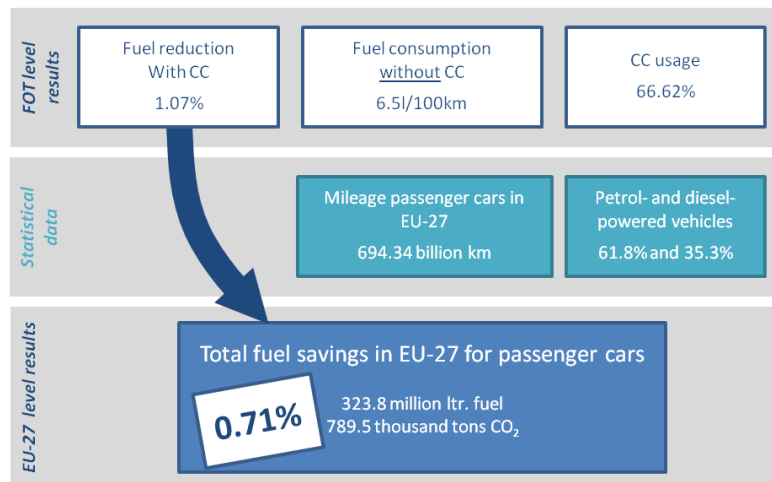 FOT level
results
Fuel reduction
With CC
1.07%
Fuel consumption
without CC
6.5l/100km
CC usage
66.62%
Statistical
data
Mileage passenger cars in
EU-27
694.34 billion km
Petrol- and diesel-
powered vehicles
61.8% and 35.3%
EU-27 level results
Total fuel savings in EU-27 for passenger cars
0.71%
323.8 million ltr. fuel
789.5 thousand tons CO₂